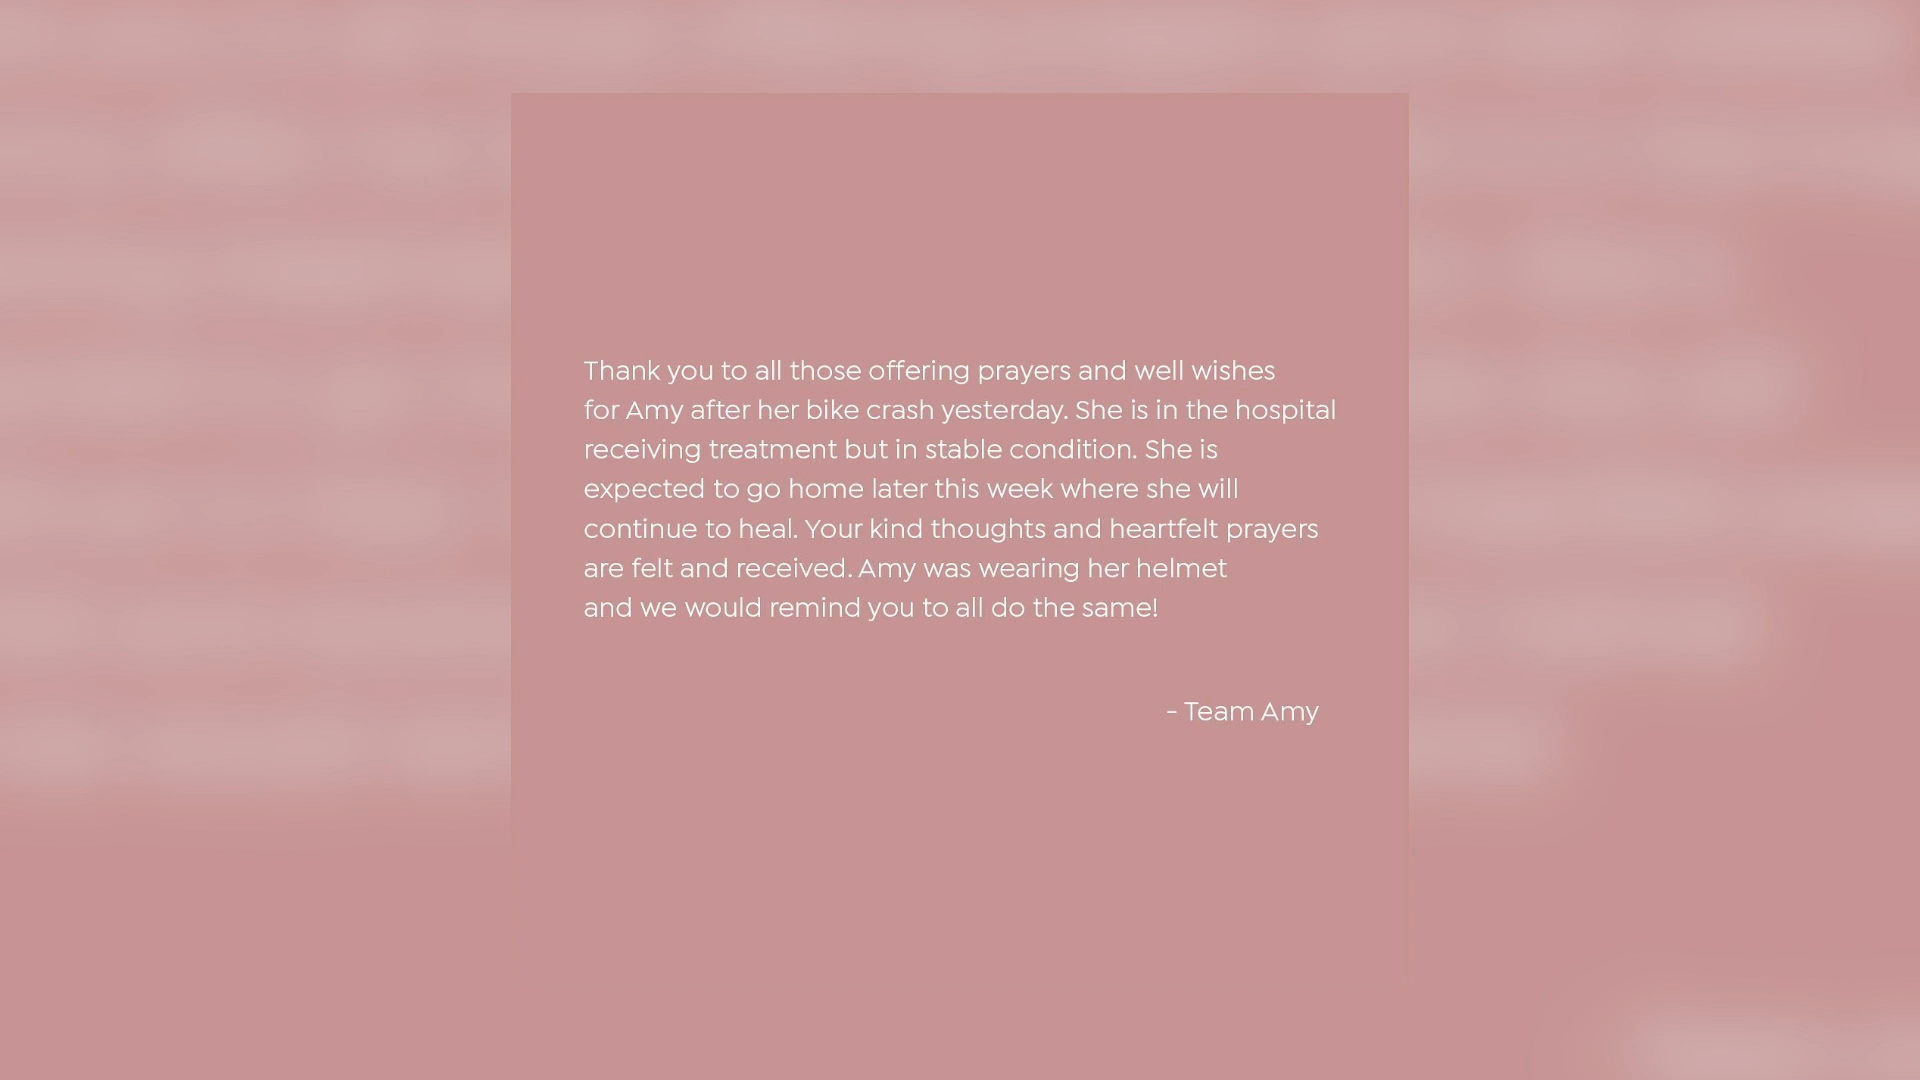 Thank you to all those offering prayers and well wishes
for Amy after her bike crash yesterday. She is in the hospital
receiving treatment but in stable condition. She is
expected to go home later this week where she will
continue to heal. Your kind thoughts and heartfelt prayers
are felt and received. Amy was wearing her helmet
and we would remind you to all do the same!
- Team Amy